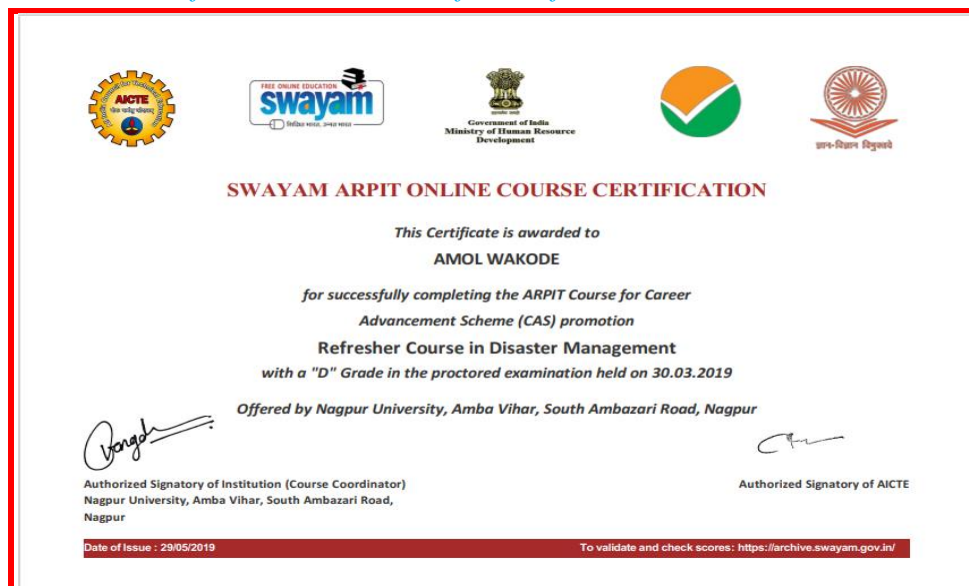 AICTE
FREE ONLINE EDUCATION
swayam
शिक्षित भारत, उन्नत भारत
Government of India
Ministry of Human Resource
Development
ज्ञान-विज्ञान विमुक्तये
SWAYAM ARPIT ONLINE COURSE CERTIFICATION
This Certificate is awarded to
AMOL WAKODE
for successfully completing the ARPIT Course for Career
Advancement Scheme (CAS) promotion
Refresher Course in Disaster Management
with a "D" Grade in the proctored examination held on 30.03.2019
Offered by Nagpur University, Amba Vihar, South Ambazari Road, Nagpur
Authorized Signatory of Institution (Course Coordinator)
Nagpur University, Amba Vihar, South Ambazari Road,
Nagpur
Authorized Signatory of AICTE
Date of Issue : 29/05/2019
To validate and check scores: https://archive.swayam.gov.in/